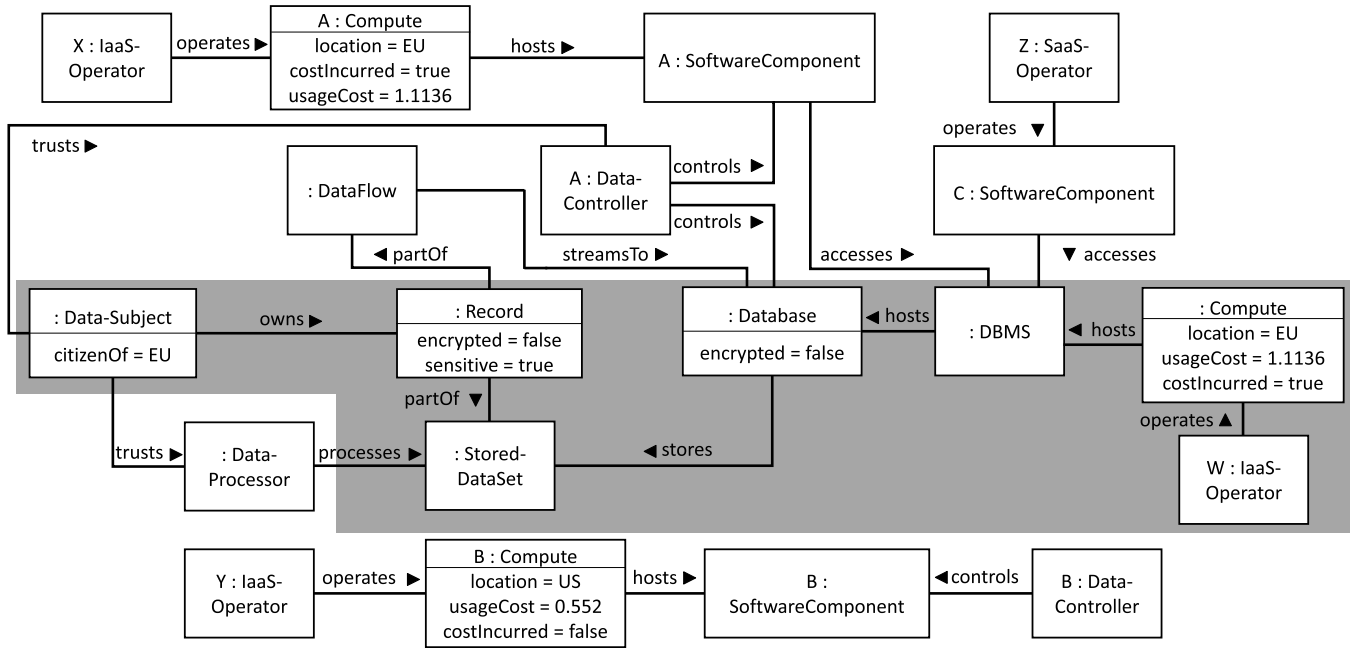 X : IaaS-
Operator
operates ▶
A : Compute
location = EU
costIncurred = true
usageCost = 1.1136
hosts ▶
A : SoftwareComponent
Z : SaaS-
Operator
operates ▼
trusts ▶
: DataFlow
A : Data-
Controller
controls ▶
controls ▶
C : SoftwareComponent
◀ partOf
streamsTo ▶
accesses ▶
▼ accesses
: Data-Subject
citizenOf = EU
owns ▶
: Record
encrypted = false
sensitive = true
: Database
encrypted = false
◀ hosts
: DBMS
◀ hosts
: Compute
location = EU
usageCost = 1.1136
costIncurred = true
partOf ▼
operates ▲
trusts ▶
: Data-
Processor
processes ▶
: Stored-
DataSet
◀ stores
W : IaaS-
Operator
Y : IaaS-
Operator
operates ▶
B : Compute
location = US
usageCost = 0.552
costIncurred = false
hosts ▶
B :
SoftwareComponent
◀ controls
B : Data-
Controller